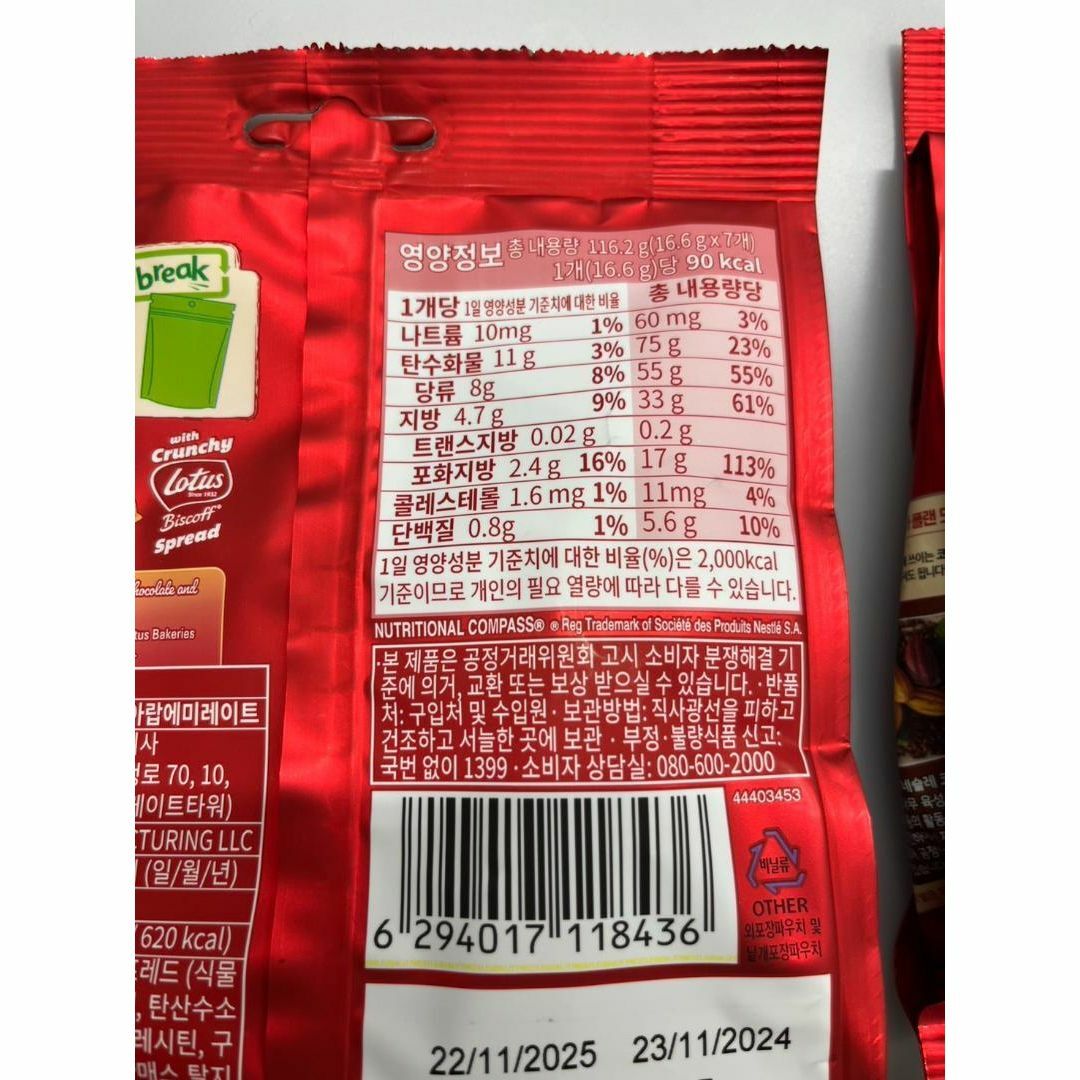 break
with
Crunchy
Lotus
Since 1932
Biscoff
Spread
hocolate and
tus Bakeries
아랍에미레이트
사
로 70, 10,
레이트타워)
CTURING LLC
(일/월/년)
620 kcal)
레드 (식물
, 탄산수소
레시틴, 구
영양정보 총 내용량 116.2 g(16.6 g x 7개)
1개(16.6 g)당 90 kcal
1개당 1일 영양성분 기준치에 대한 비율 총 내용량당
나트륨 10mg 1% 60 mg 3%
탄수화물 11 g 3% 75 g 23%
당류 8g 8% 55 g 55%
지방 4.7 g 9% 33 g 61%
트랜스지방 0.02 g 0.2 g
포화지방 2.4 g 16% 17 g 113%
콜레스테롤 1.6 mg 1% 11mg 4%
단백질 0.8g 1% 5.6 g 10%
1일 영양성분 기준치에 대한 비율(%)은 2,000kcal
기준이므로 개인의 필요 열량에 따라 다를 수 있습니다.
NUTRITIONAL COMPASS® ® Reg Trademark of Société des Produits Nestlé S.A.
·본 제품은 공정거래위원회 고시 소비자 분쟁해결 기
준에 의거, 교환 또는 보상 받으실 수 있습니다. · 반품
처: 구입처 및 수입원 · 보관방법: 직사광선을 피하고
건조하고 서늘한 곳에 보관 · 부정·불량식품 신고:
국번 없이 1399 · 소비자 상담실: 080-600-2000
44403453
6 294017 118436
비닐류
OTHER
외포장파우치 및
낱개포장파우치
22/11/2025 23/11/2024